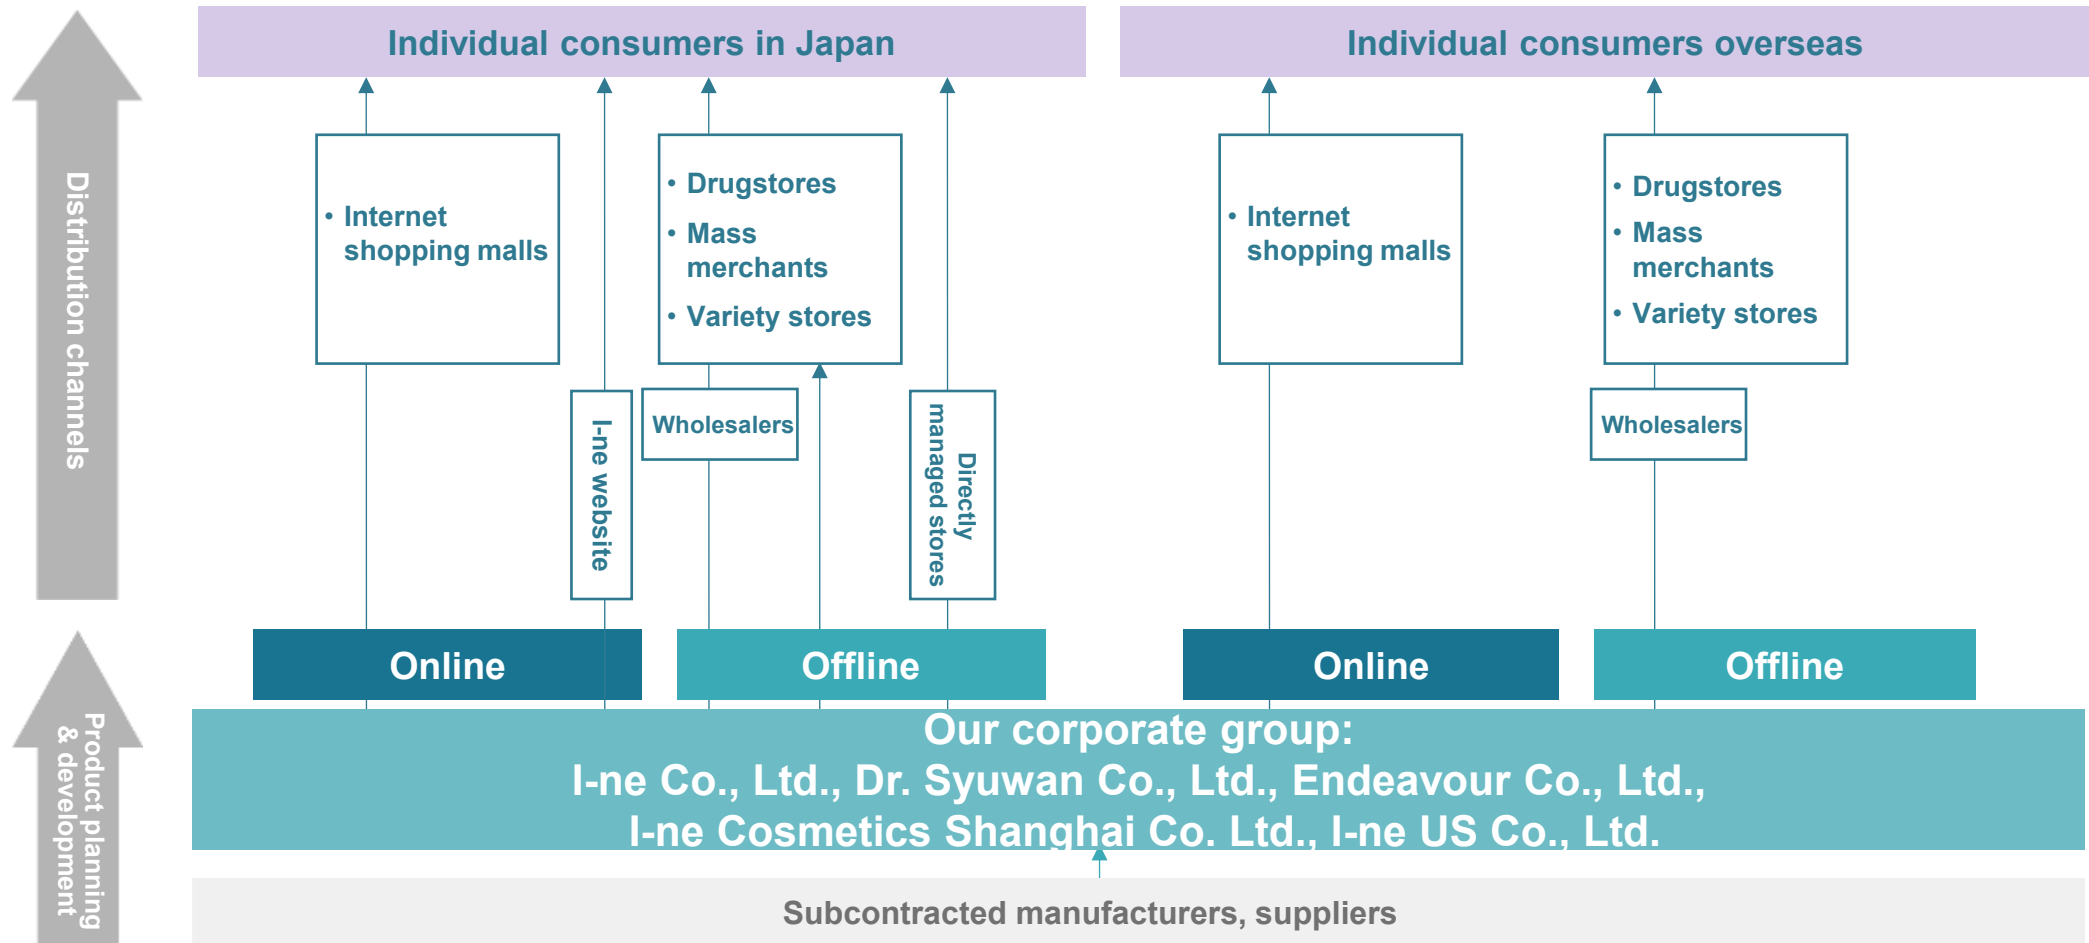 Individual consumers in Japan
Individual consumers overseas
Distribution channels
• Internet
shopping malls
• Drugstores
• Mass
merchants
• Variety stores
• Internet
shopping malls
• Drugstores
• Mass
merchants
• Variety stores
I-ne website
Wholesalers
Directly
managed stores
Wholesalers
Online
Offline
Online
Offline
Product planning
& development
Our corporate group:
I-ne Co., Ltd., Dr. Syuwan Co., Ltd., Endeavour Co., Ltd.,
I-ne Cosmetics Shanghai Co. Ltd., I-ne US Co., Ltd.
Subcontracted manufacturers, suppliers